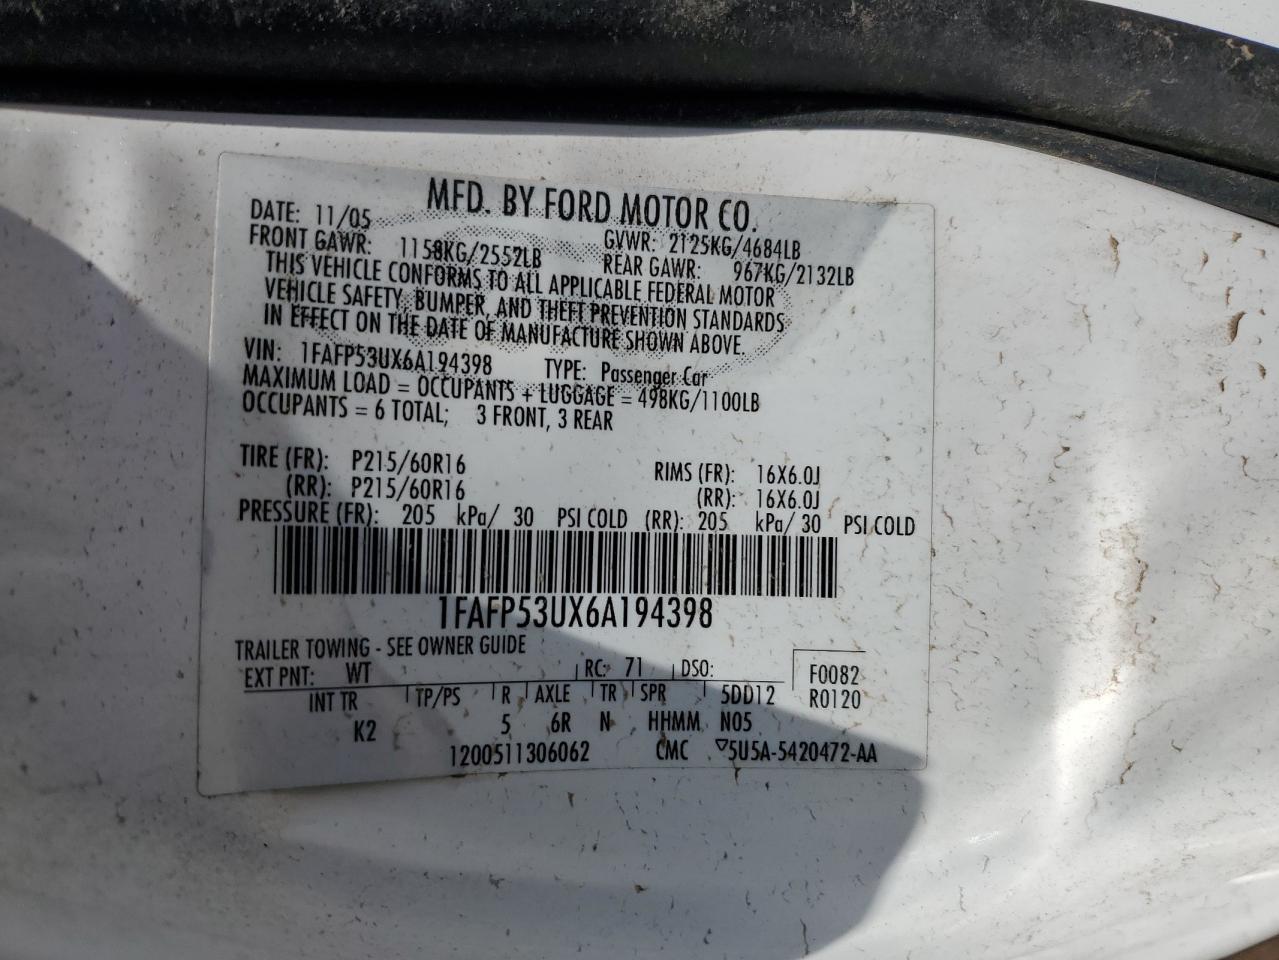 MFD. BY FORD MOTOR CO.
DATE: 11/05 GVWR: 2125KG/4684LB
FRONT GAWR: 1158KG/2552LB REAR GAWR: 967KG/2132LB
THIS VEHICLE CONFORMS TO ALL APPLICABLE FEDERAL MOTOR
VEHICLE SAFETY, BUMPER, AND THEFT PREVENTION STANDARDS
IN EFFECT ON THE DATE OF MANUFACTURE SHOWN ABOVE.
VIN: 1FAFP53UX6A194398 TYPE: Passenger Car
MAXIMUM LOAD = OCCUPANTS + LUGGAGE = 498KG/1100LB
OCCUPANTS = 6 TOTAL; 3 FRONT, 3 REAR
TIRE (FR): P215/60R16 RIMS (FR): 16X6.0J
(RR): P215/60R16 (RR): 16X6.0J
PRESSURE (FR): 205 kPa/ 30 PSI COLD (RR): 205 kPa/ 30 PSI COLD
1FAFP53UX6A194398
TRAILER TOWING - SEE OWNER GUIDE
EXT PNT: WT RC: 71 DSO: F0082
INT TR TP/PS R AXLE TR SPR 5DD12 R0120
K2 5 6R N HHMM N05
1200511306062 CMC ▽5U5A-5420472-AA